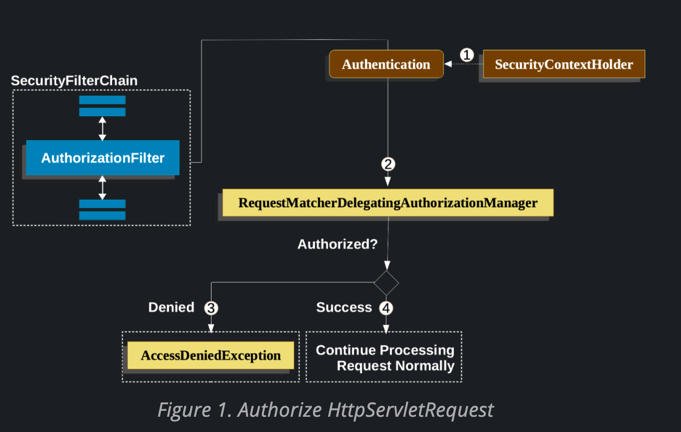 SecurityFilterChain
AuthorizationFilter
Authentication
1
SecurityContextHolder
2
RequestMatcherDelegatingAuthorizationManager
Authorized?
Denied
3
Success
4
AccessDeniedException
Continue Processing
Request Normally
Figure 1. Authorize HttpServletRequest